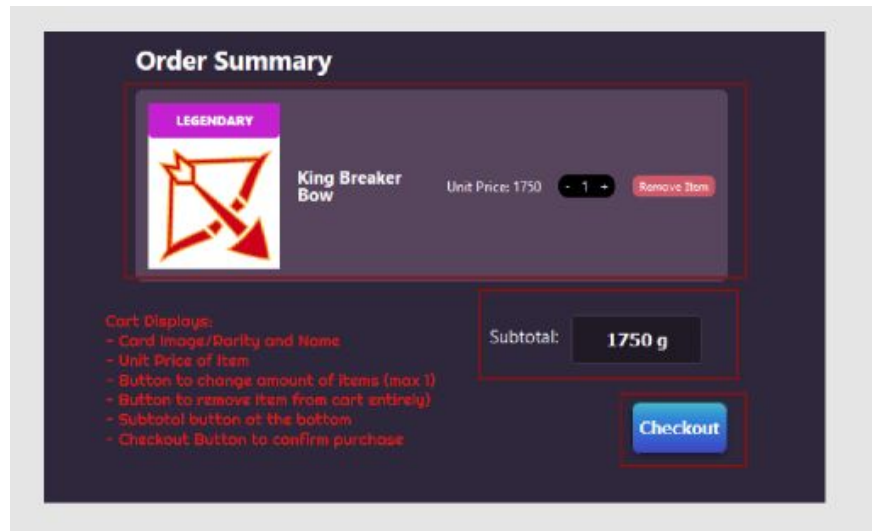 Order Summary
LEGENDARY
King Breaker
Bow
Unit Price: 1750
- 1 +
Remove Item
Cart Displays:
- Card Image/Rarity and Name
- Unit Price of Item
- Button to change amount of items (max 1)
- Button to remove item from cart entirely)
- Subtotal button at the bottom
- Checkout Button to confirm purchase
Subtotal:
1750 g
Checkout